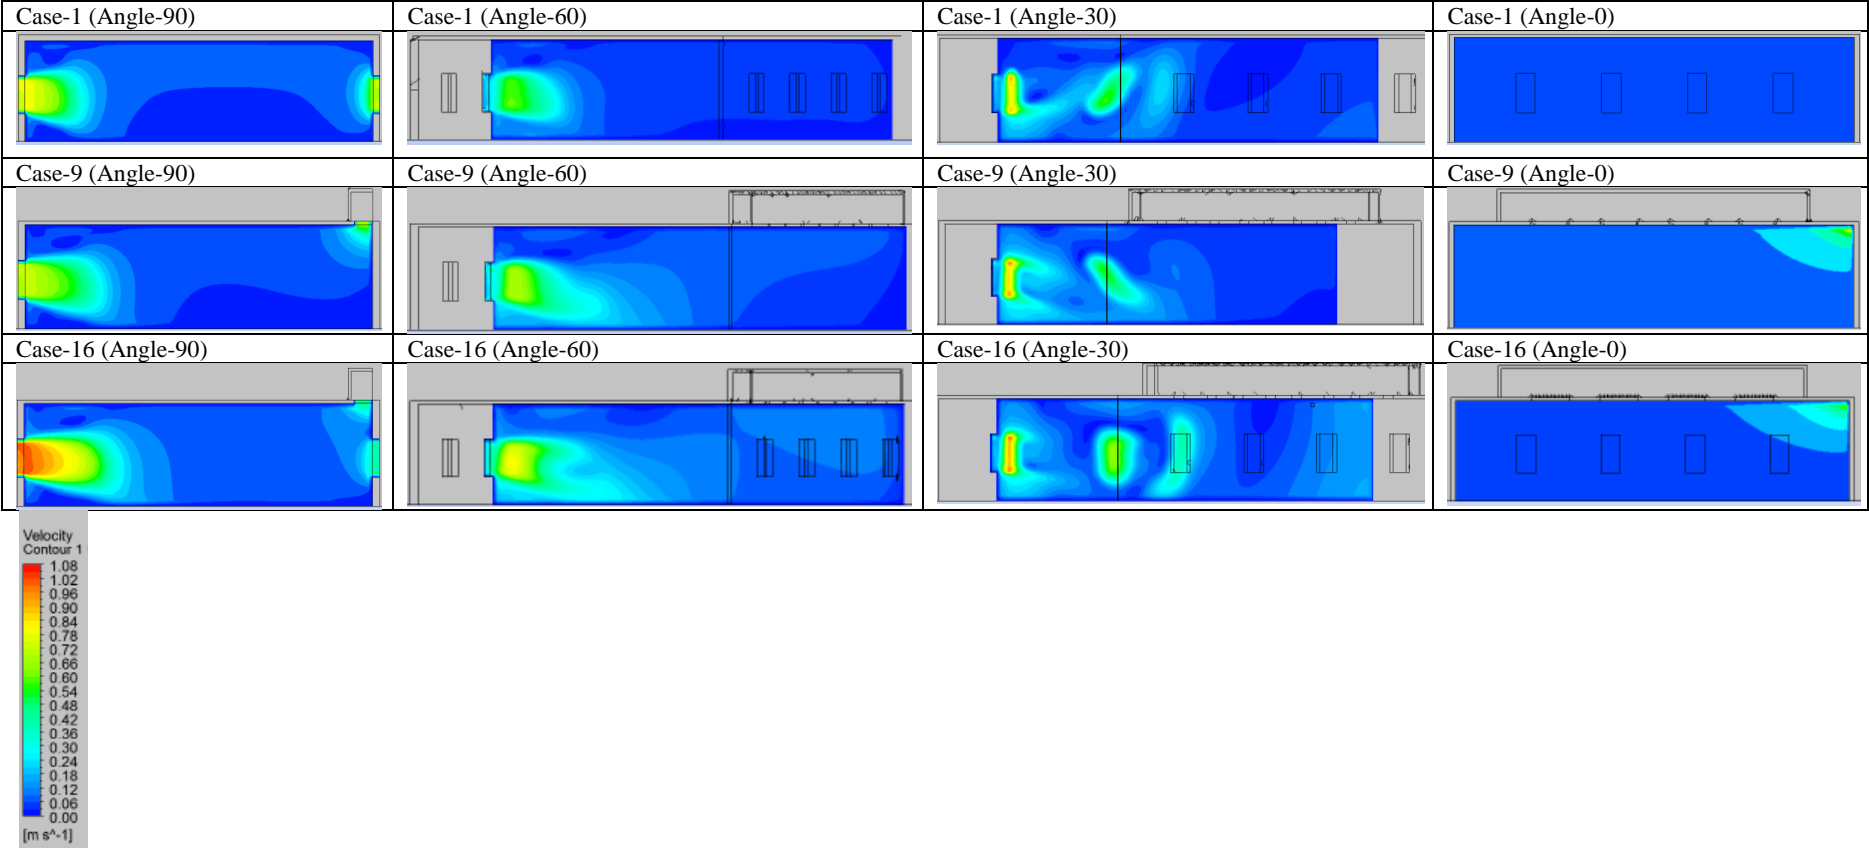 Case-1 (Angle-90)
Case-1 (Angle-60)
Case-1 (Angle-30)
Case-1 (Angle-0)
Case-9 (Angle-90)
Case-9 (Angle-60)
Case-9 (Angle-30)
Case-9 (Angle-0)
Case-16 (Angle-90)
Case-16 (Angle-60)
Case-16 (Angle-30)
Case-16 (Angle-0)
Velocity
Contour 1
1.08
1.02
0.96
0.90
0.84
0.78
0.72
0.66
0.60
0.54
0.48
0.42
0.36
0.30
0.24
0.18
0.12
0.06
0.00
[m s^-1]